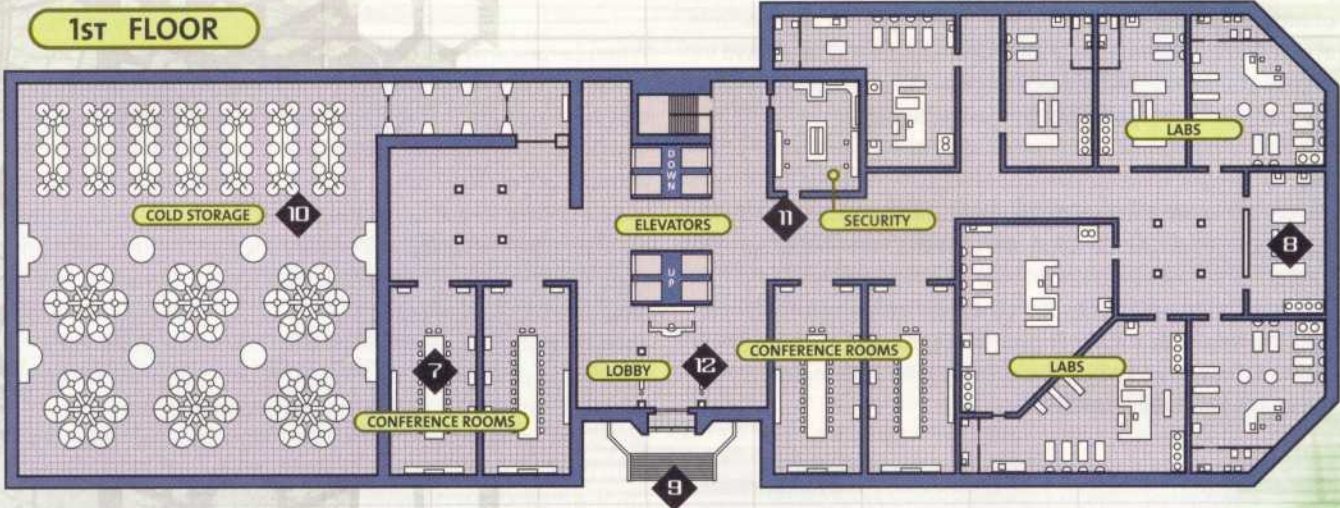 1ST FLOOR
LABS
COLD STORAGE
10
ELEVATORS
DOWN
11
SECURITY
8
UP
7
CONFERENCE ROOMS
LOBBY
12
CONFERENCE ROOMS
LABS
9